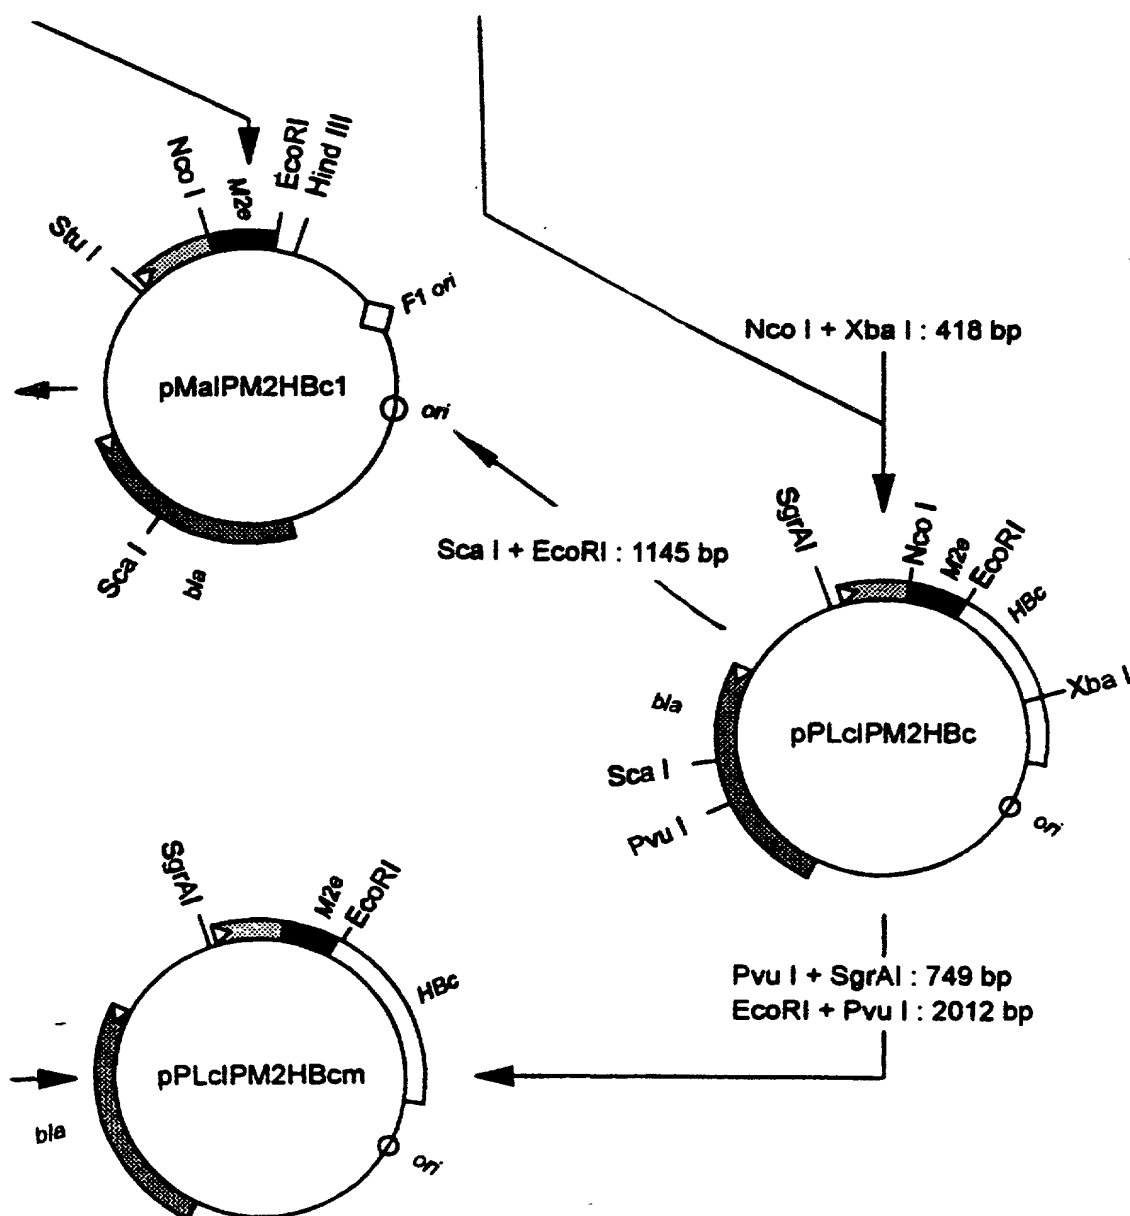 Nco I
M2e
EcoRI
Hind III
Stu I
F1 ori
pMalPM2HBc1
ori
Sca I
bla
Nco I + Xba I : 418 bp
Sca I + EcoRI : 1145 bp
SgrAI
Nco I
M2e
EcoRI
HBc
Xba I
bla
pPLcIPM2HBc
Sca I
Pvu I
ori
Pvu I + SgrAI : 749 bp
EcoRI + Pvu I : 2012 bp
SgrAI
M2e
EcoRI
HBc
pPLcIPM2HBcm
bla
ori